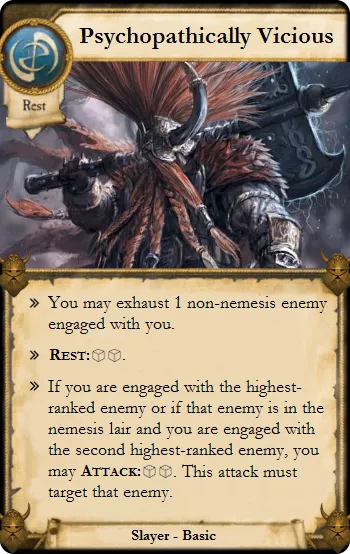 Psychopathically Vicious
Rest
» You may exhaust 1 non-nemesis enemy
engaged with you.
» REST: .
» If you are engaged with the highest-
ranked enemy or if that enemy is in the
nemesis lair and you are engaged with
the second highest-ranked enemy, you
may ATTACK: . This attack must
target that enemy.
Slayer - Basic